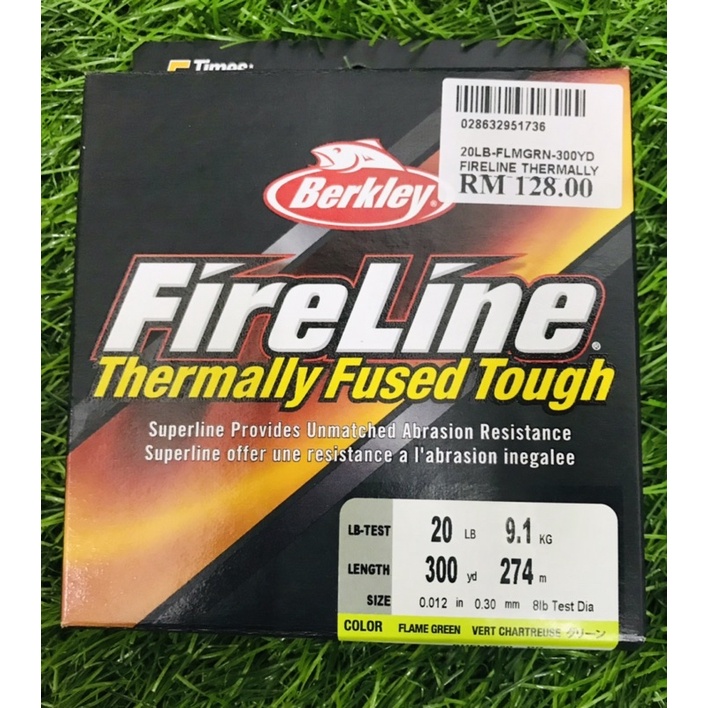 5 Times:
028632951736
20LB-FLMGRN-300YD
FIRELINE THERMALLY
RM 128.00
Berkley®
FireLine®
Thermally Fused Tough
Superline Provides Unmatched Abrasion Resistance
Superline offer une resistance a l'abrasion inegalee
LB-TEST 20 LB 9.1 KG
LENGTH 300 yd 274 m
SIZE 0.012 in 0.30 mm 8lb Test Dia
COLOR FLAME GREEN VERT CHARTREUSE グリーン